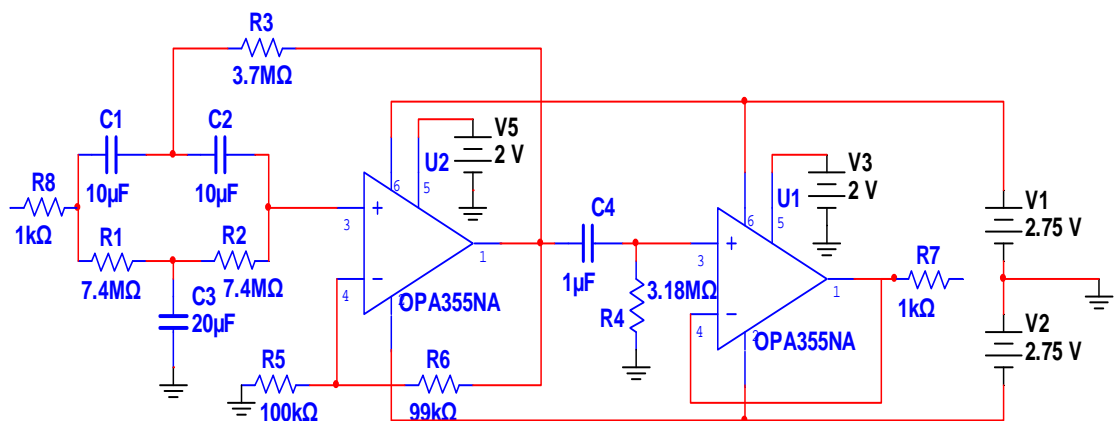 R3
3.7MΩ
C1
10µF
C2
10µF
R8
1kΩ
R1
7.4MΩ
R2
7.4MΩ
C3
20µF
V5
2 V
U2
6
5
3
4
2
1
OPA355NA
R5
100kΩ
R6
99kΩ
C4
1µF
3.18MΩ
R4
V3
2 V
U1
6
5
3
4
2
1
OPA355NA
R7
1kΩ
V1
2.75 V
V2
2.75 V